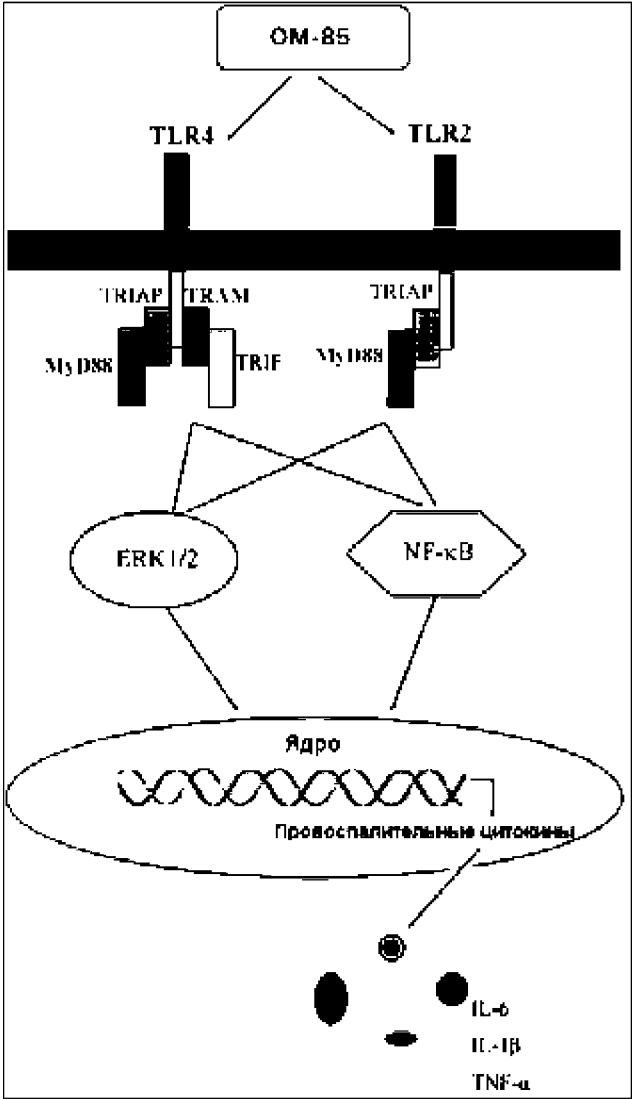 OM-85
TLR4
TLR2
TRIAP
TRAM
TRIAP
MyD88
TRIF
MyD88
ERK1/2
NF-κB
Ядро
Провоспалительные цитокины
IL-6
IL-1β
TNF-α